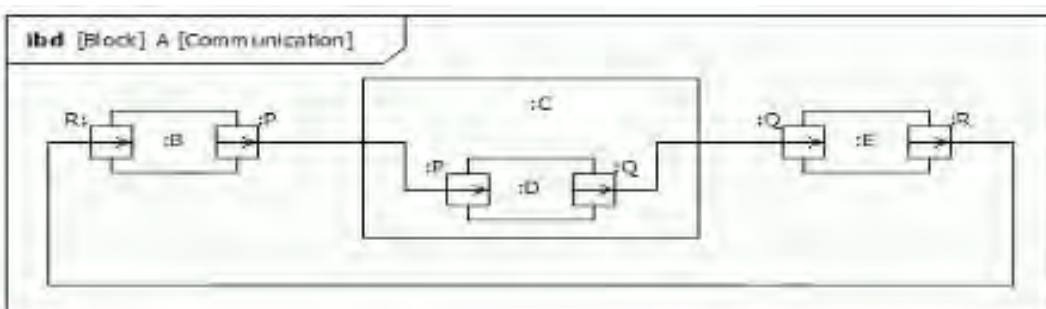 ibd [Block] A [Communication]
:C
R: :B :P :Q :E :R
:P :D :Q